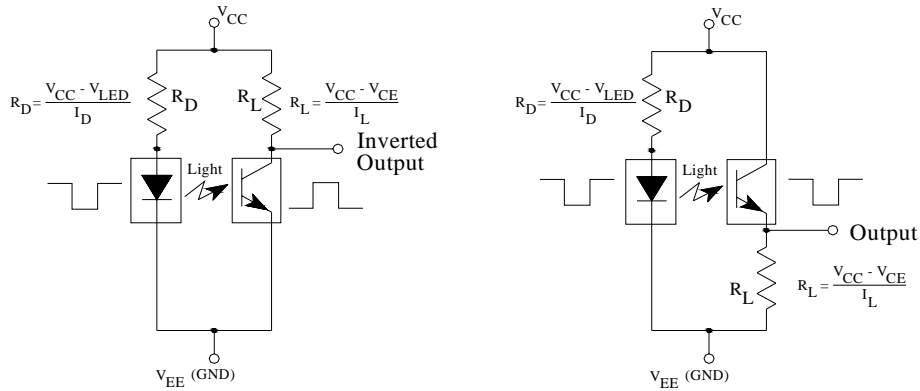 VCC
RD = VCC - VLED / ID
RD
RL
RL = VCC - VCE / IL
Inverted
Output
Light
VEE (GND)
VCC
RD = VCC - VLED / ID
RD
Light
Output
RL
RL = VCC - VCE / IL
VEE (GND)